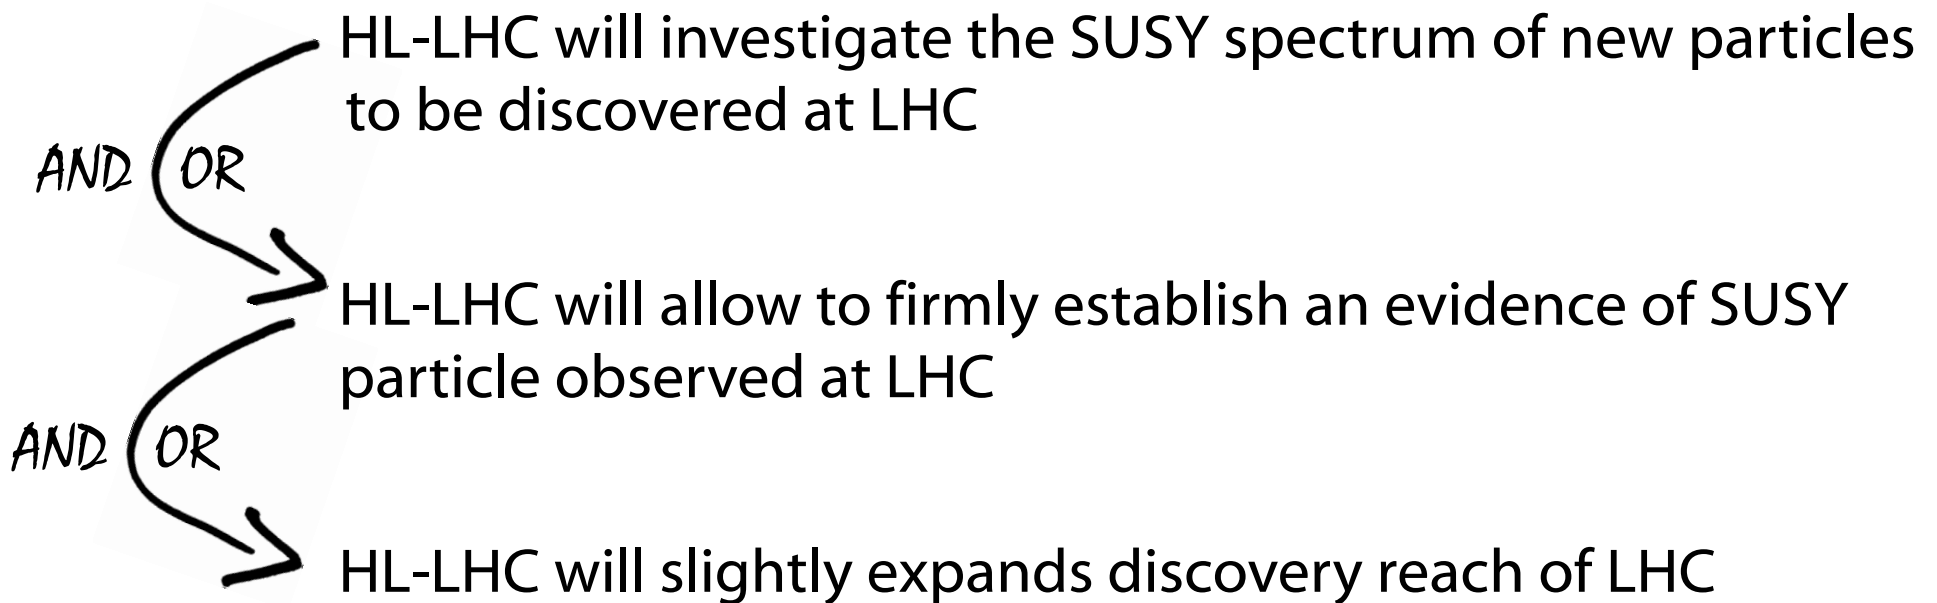 HL-LHC will investigate the SUSY spectrum of new particles
to be discovered at LHC
AND OR
HL-LHC will allow to firmly establish an evidence of SUSY
particle observed at LHC
AND OR
HL-LHC will slightly expands discovery reach of LHC